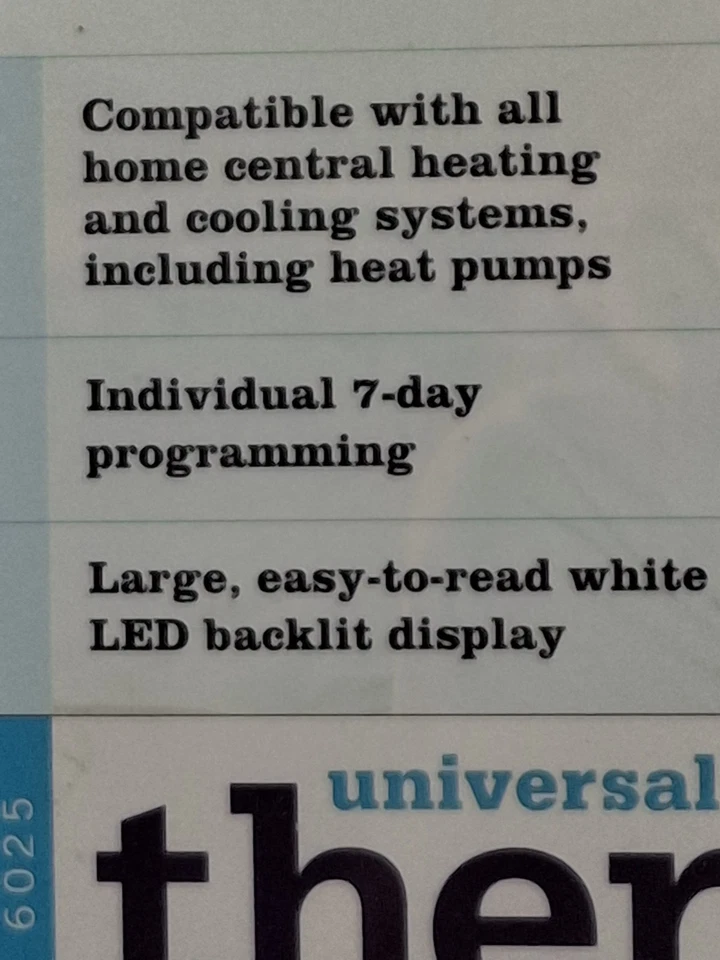 Compatible with all
home central heating
and cooling systems,
including heat pumps
Individual 7-day
programming
Large, easy-to-read white
LED backlit display
universal
ther
6025